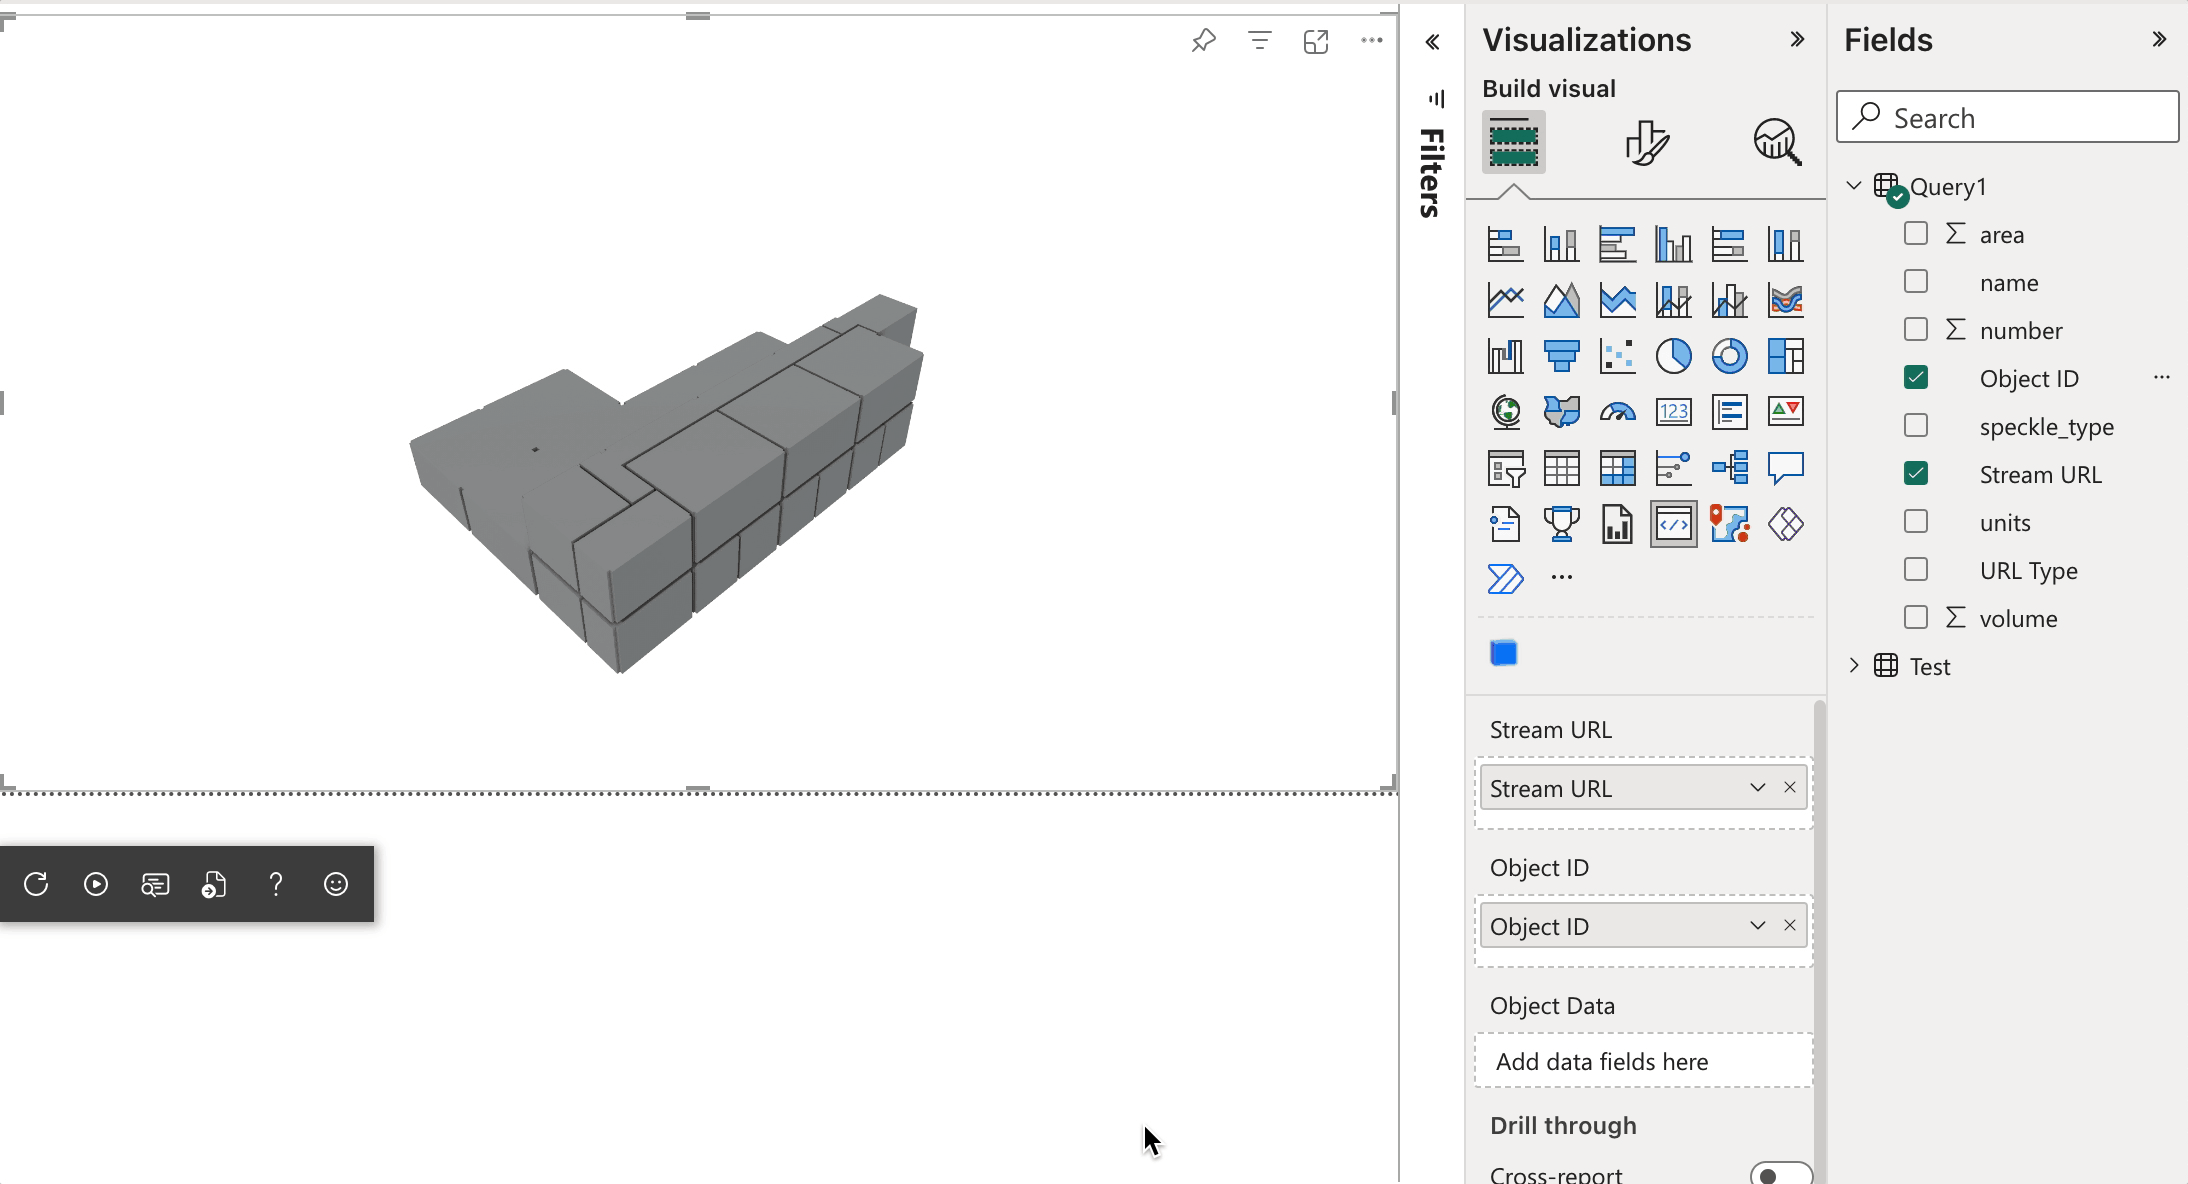 Filters
Visualizations
Build visual
123
Stream URL
Stream URL
Object ID
Object ID
Object Data
Add data fields here
Drill through
Cross-report
Fields
Search
Query1
area
name
number
Object ID
speckle_type
Stream URL
units
URL Type
volume
Test